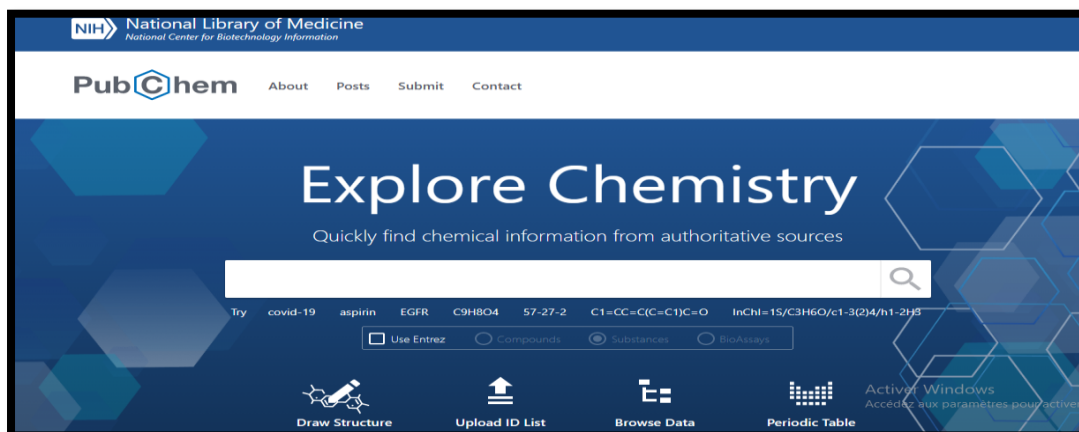 NIH National Library of Medicine
National Center for Biotechnology Information
PubChem About Posts Submit Contact
Explore Chemistry
Quickly find chemical information from authoritative sources
Try covid-19 aspirin EGFR C9H8O4 57-27-2 C1=CC=C(C=C1)C=O InChI=1S/C3H6O/c1-3(2)4/h1-2H3
Use Entrez Compounds Substances BioAssays
Draw Structure Upload ID List Browse Data Periodic Table
Activer Windows
Accédez aux paramètres pour activer